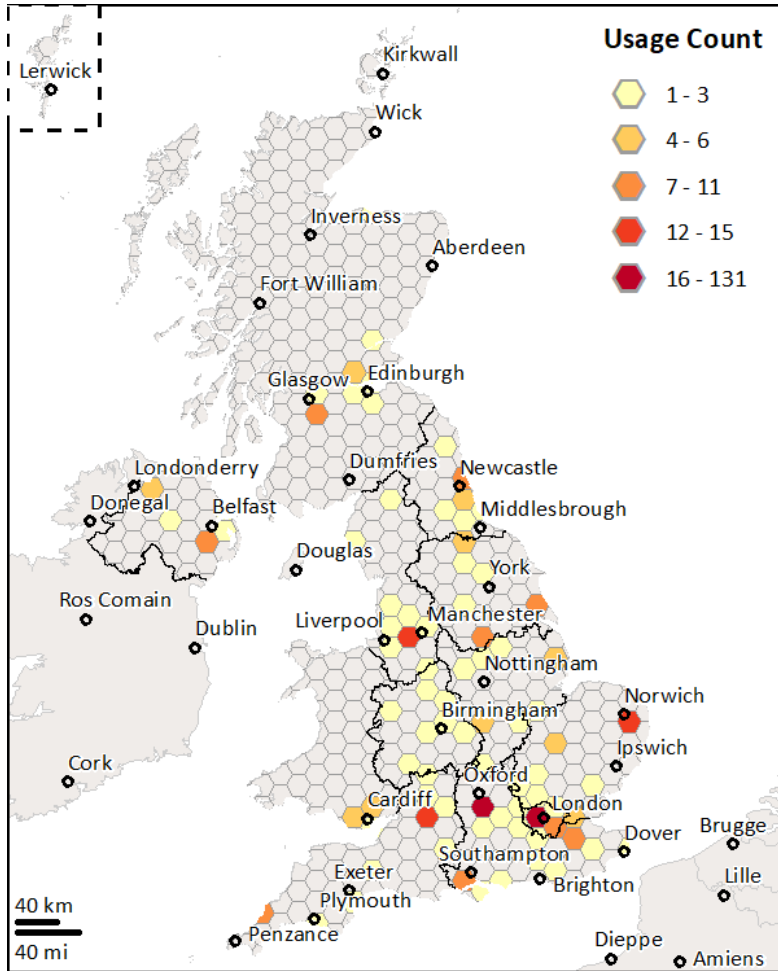 Usage Count
1 - 3
4 - 6
7 - 11
12 - 15
16 - 131
Lerwick
Kirkwall
Wick
Inverness
Aberdeen
Fort William
Glasgow
Edinburgh
Londonderry
Dumfries
Newcastle
Donegal
Belfast
Middlesbrough
Douglas
York
Ros Comain
Liverpool
Manchester
Dublin
Nottingham
Norwich
Birmingham
Ipswich
Cork
Oxford
Cardiff
London
Dover
Brugge
Southampton
Exeter
Brighton
Lille
Plymouth
40 km
Penzance
40 mi
Dieppe
Amiens